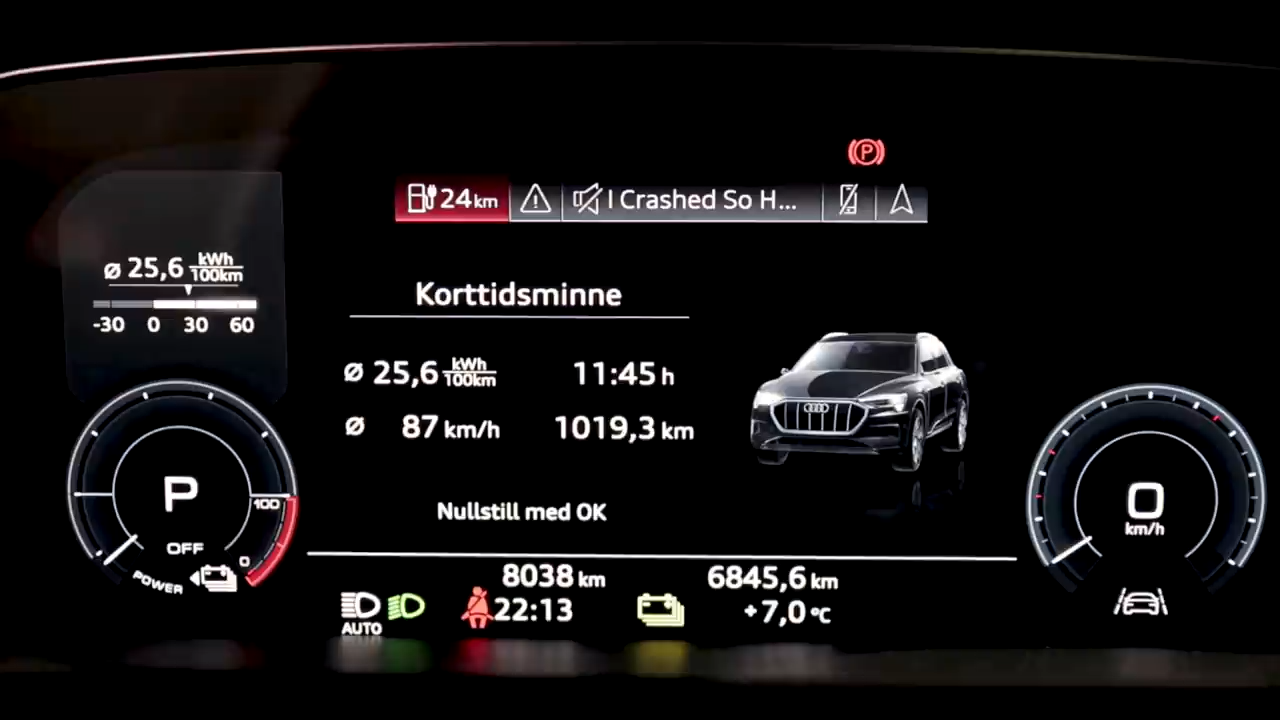 P
24 km
I Crashed So H...
ø 25,6 kWh/100km
-30 0 30 60
Korttidsminne
ø 25,6 kWh/100km 11:45 h
ø 87 km/h 1019,3 km
Nullstill med OK
P
OFF
POWER
100
0
0
km/h
8038 km 6845,6 km
AUTO
22:13 +7,0 °C